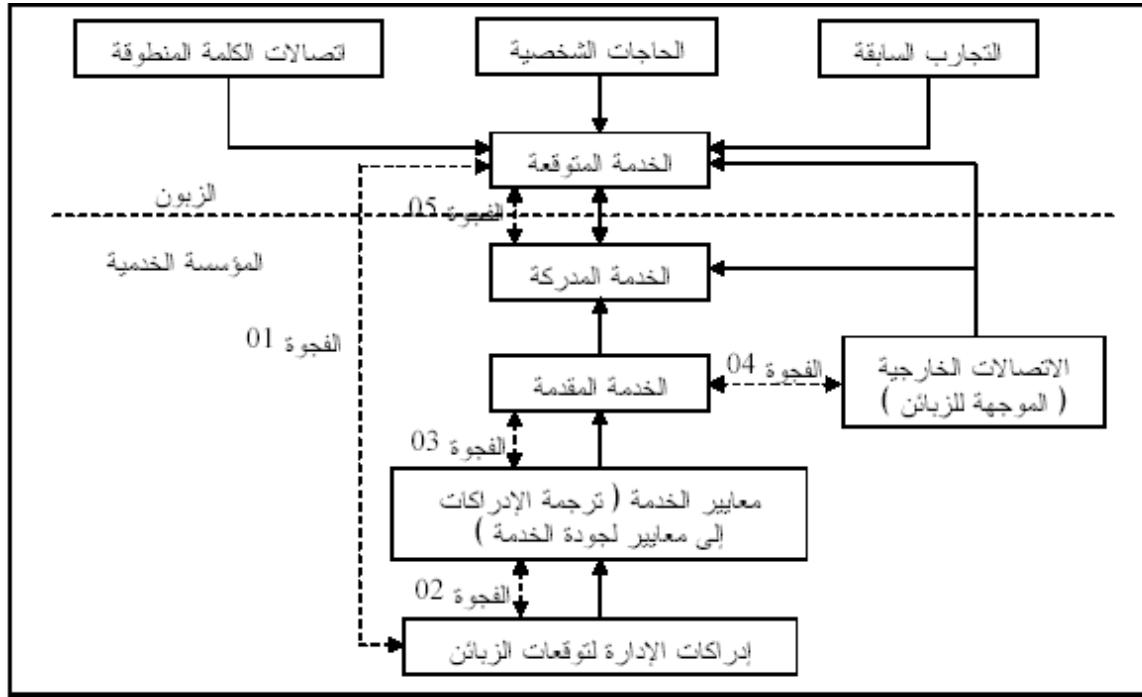 التجارب السابقة
الحاجات الشخصية
اتصالات الكلمة المنطوقة
الخدمة المتوقعة
الزبون
الفجوة 05
المؤسسة الخدمية
الخدمة المدركة
الفجوة 01
الاتصالات الخارجية
( الموجهة للزبائن )
الفجوة 04
الخدمة المقدمة
الفجوة 03
معايير الخدمة ( ترجمة الإدراكات
إلى معايير لجودة الخدمة )
الفجوة 02
إدراكات الإدارة لتوقعات الزبائن